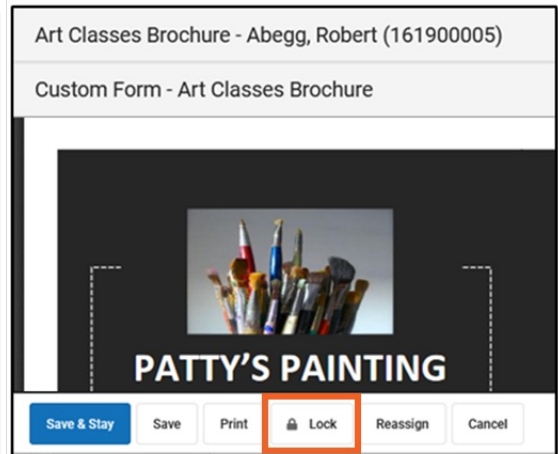 Art Classes Brochure - Abegg, Robert (161900005)
Custom Form - Art Classes Brochure
PATTY'S PAINTING
Save & Stay Save Print Lock Reassign Cancel